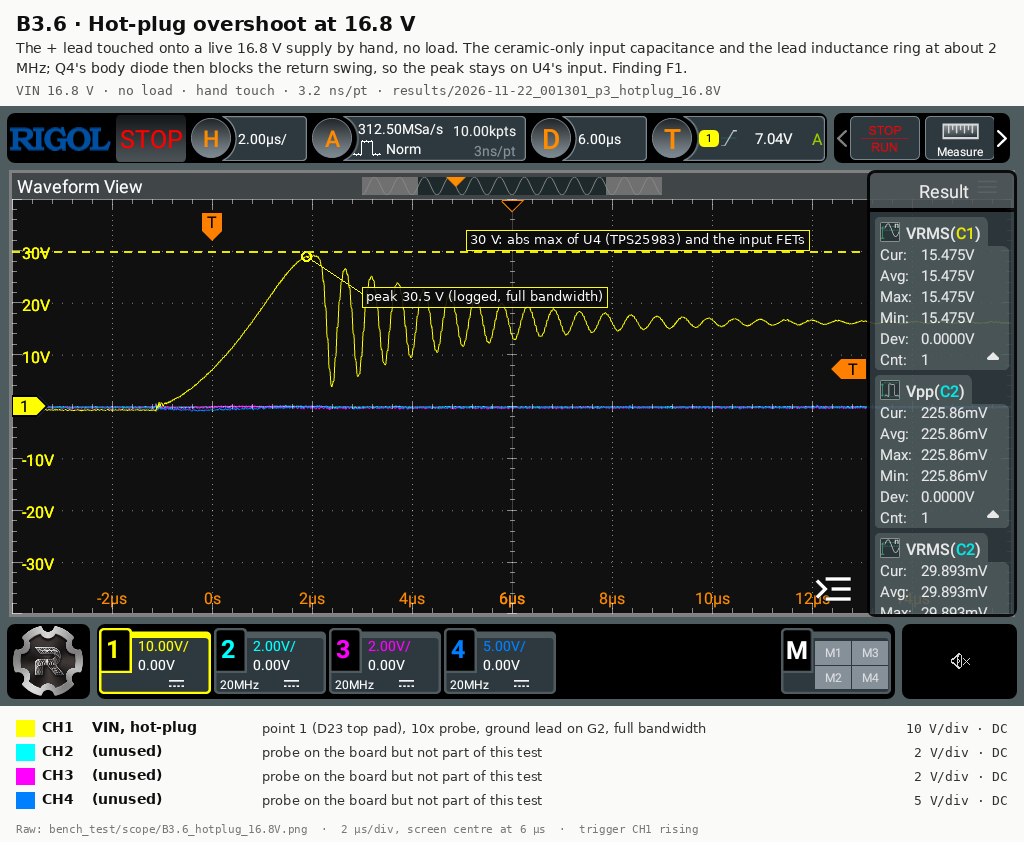 B3.6 · Hot-plug overshoot at 16.8 V
The + lead touched onto a live 16.8 V supply by hand, no load. The ceramic-only input capacitance and the lead inductance ring at about 2
MHz; Q4's body diode then blocks the return swing, so the peak stays on U4's input. Finding F1.
VIN 16.8 V · no load · hand touch · 3.2 ns/pt · results/2026-11-22_001301_p3_hotplug_16.8V
RIGOL STOP H 2.00µs/ A 312.50MSa/s 10.00kpts D 6.00µs T 1 7.04V A STOP
Norm 3ns/pt RUN Measure
Waveform View
Result
T
30 V: abs max of U4 (TPS25983) and the input FETs
30V
peak 30.5 V (logged, full bandwidth)
20V
10V
T
1
-10V
-20V
-30V
-2µs 0s 2µs 4µs 6µs 8µs 10µs 12µs
VRMS(C1)
Cur: 15.475V
Avg: 15.475V
Max: 15.475V
Min: 15.475V
Dev: 0.0000V
Cnt: 1
Vpp(C2)
Cur: 225.86mV
Avg: 225.86mV
Max: 225.86mV
Min: 225.86mV
Dev: 0.0000V
Cnt: 1
VRMS(C2)
Cur: 29.893mV
Avg: 29.893mV
Max: 29.893mV
R
1 10.00V/ 0.00V
2 2.00V/ 0.00V 20MHz
3 2.00V/ 0.00V 20MHz
4 5.00V/ 0.00V 20MHz
M M1 M3
M2 M4
CH1 VIN, hot-plug point 1 (D23 top pad), 10x probe, ground lead on G2, full bandwidth 10 V/div · DC
CH2 (unused) probe on the board but not part of this test 2 V/div · DC
CH3 (unused) probe on the board but not part of this test 2 V/div · DC
CH4 (unused) probe on the board but not part of this test 5 V/div · DC
Raw: bench_test/scope/B3.6_hotplug_16.8V.png · 2 µs/div, screen centre at 6 µs · trigger CH1 rising